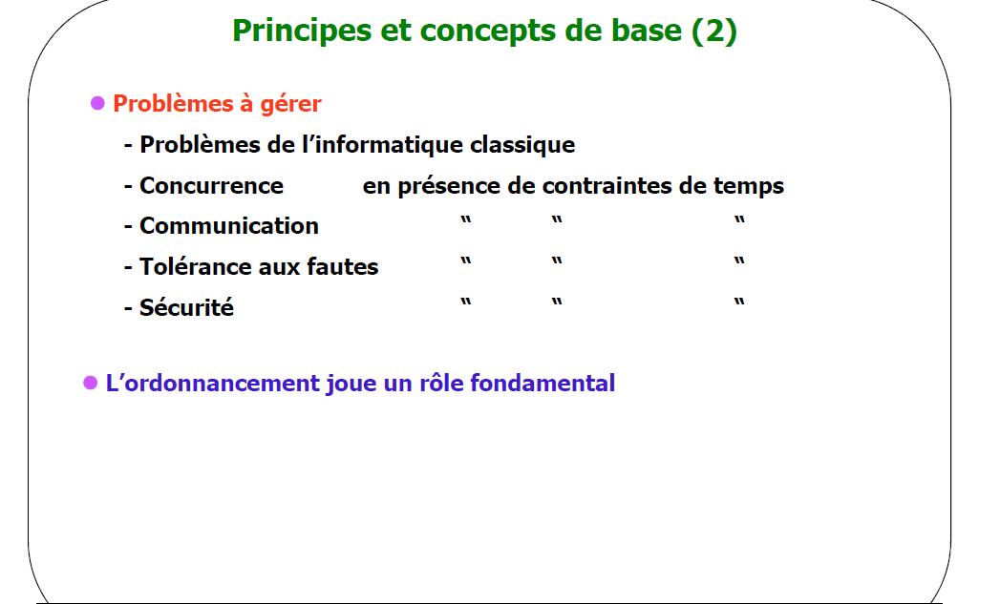 Principes et concepts de base (2)
● Problèmes à gérer
- Problèmes de l’informatique classique
- Concurrence en présence de contraintes de temps
- Communication “ “ “
- Tolérance aux fautes “ “ “
- Sécurité “ “ “
● L’ordonnancement joue un rôle fondamental